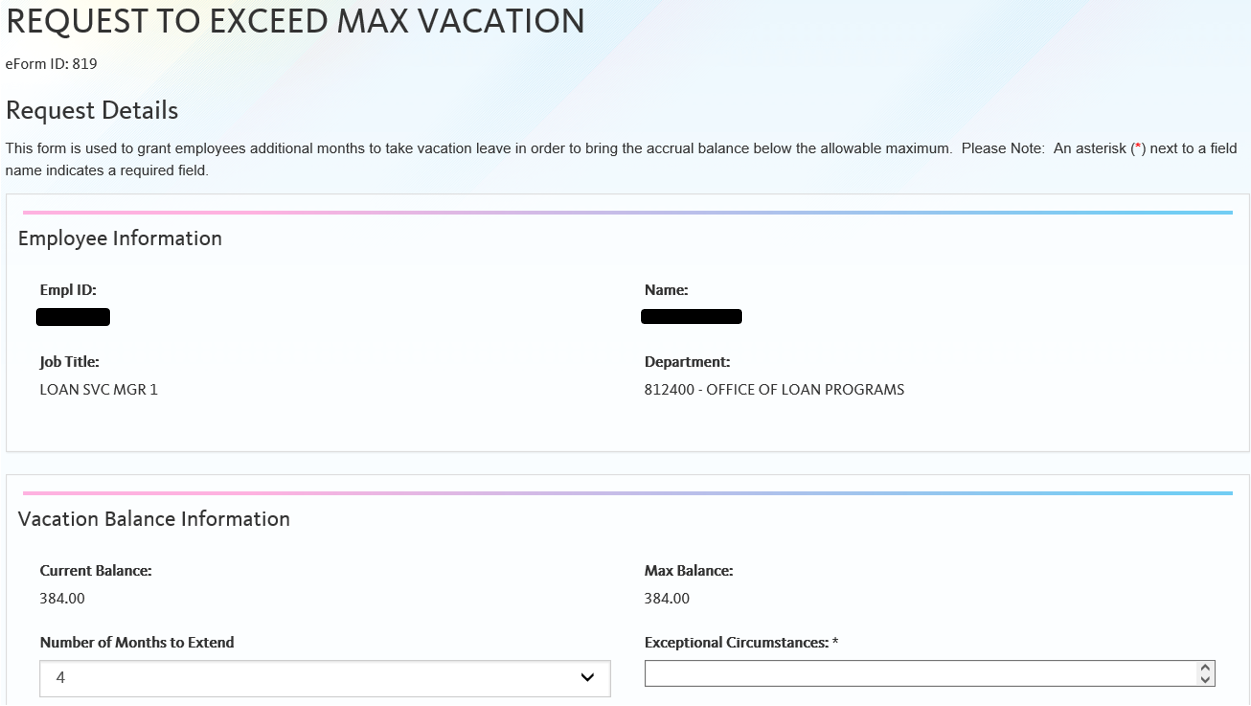 REQUEST TO EXCEED MAX VACATION
eForm ID: 819
Request Details
This form is used to grant employees additional months to take vacation leave in order to bring the accrual balance below the allowable maximum.  Please Note:  An asterisk (*) next to a field
name indicates a required field.
Employee Information
Empl ID:
Name:
Job Title:
Department:
LOAN SVC MGR 1
812400 - OFFICE OF LOAN PROGRAMS
Vacation Balance Information
Current Balance:
Max Balance:
384.00
384.00
Number of Months to Extend
Exceptional Circumstances: *
4